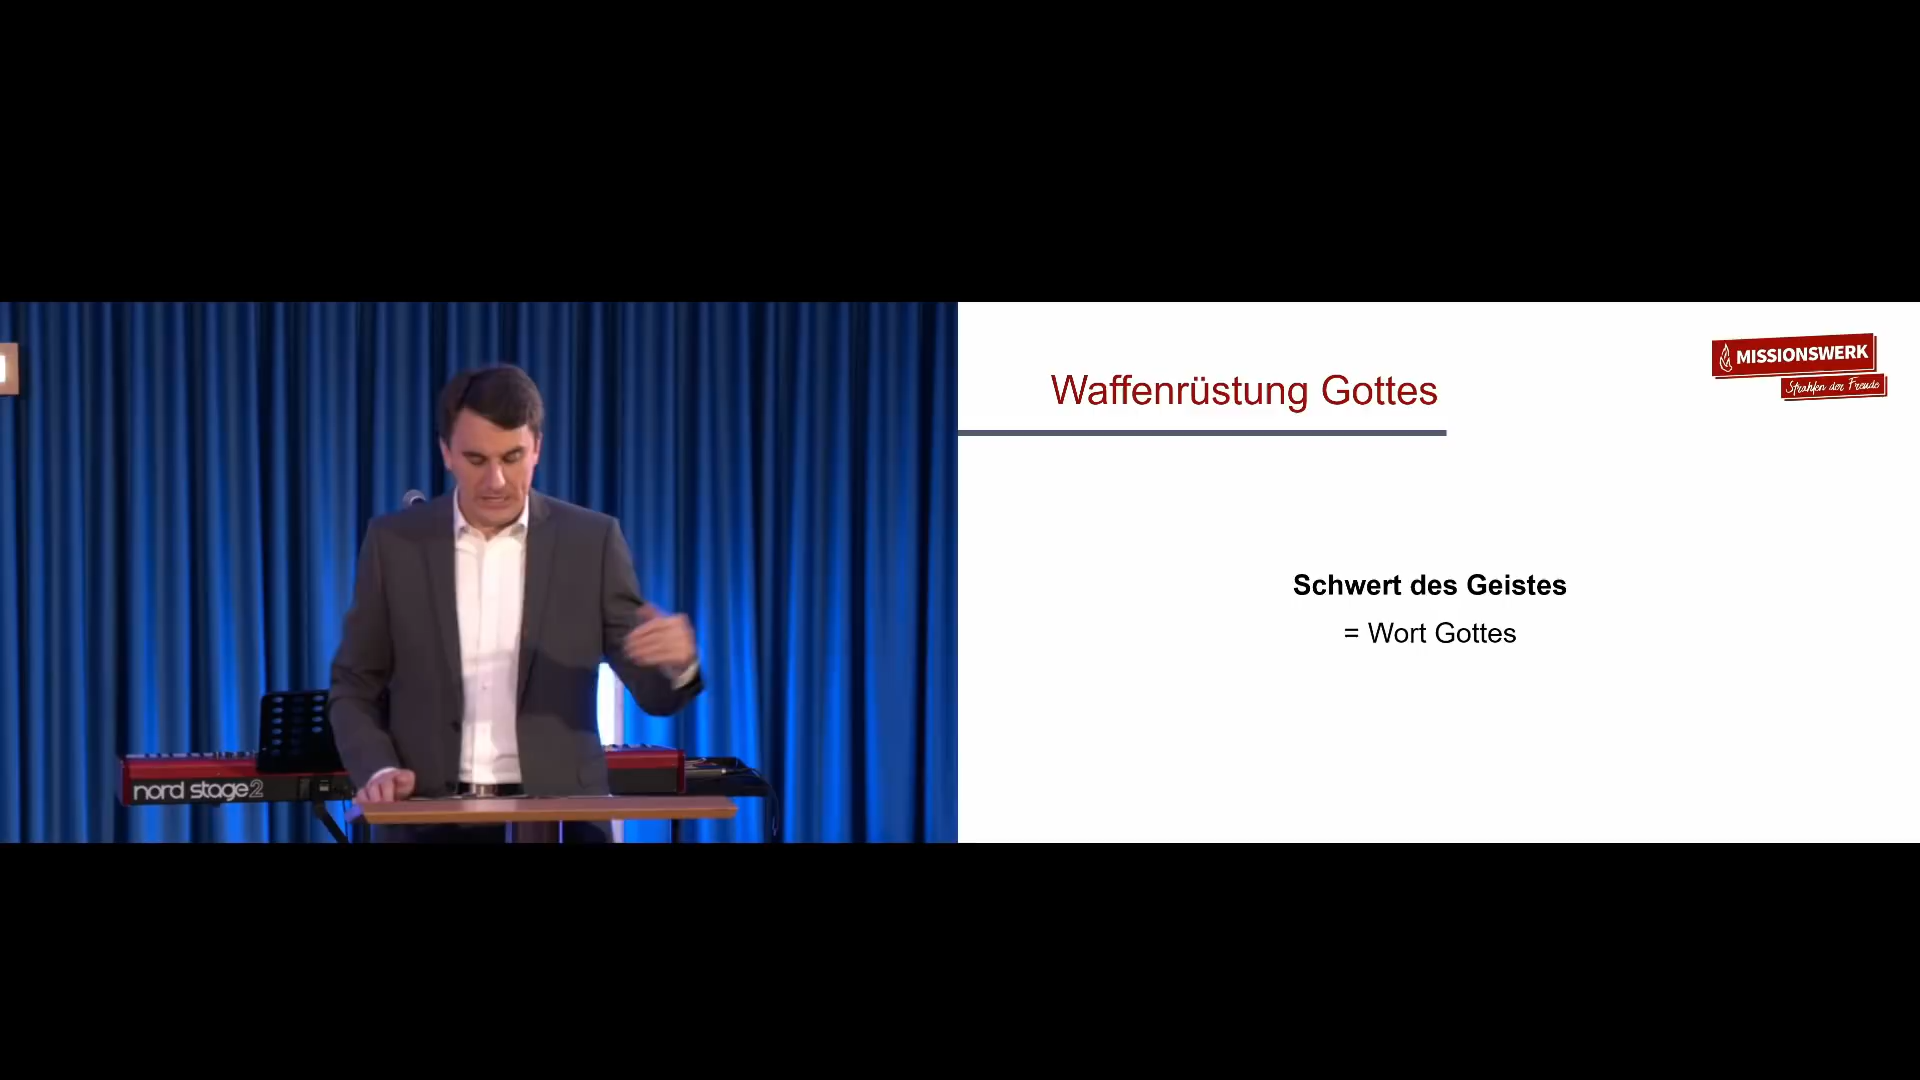 nord stage2
Waffenrüstung Gottes
MISSIONSWERK
Strahlen der Freude
Schwert des Geistes
= Wort Gottes